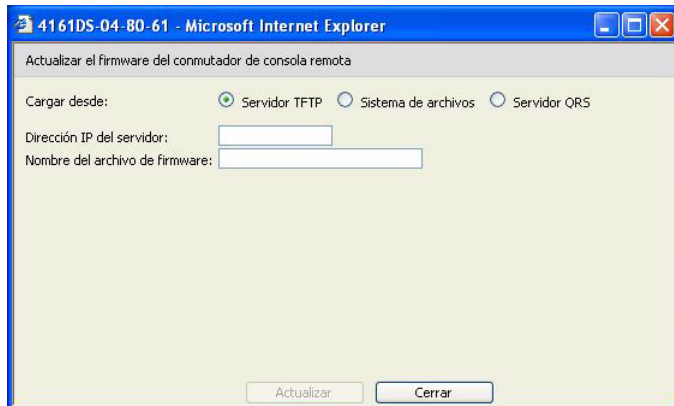 4161DS-04-80-61 - Microsoft Internet Explorer
Actualizar el firmware del conmutador de consola remota
Cargar desde: Servidor TFTP Sistema de archivos Servidor QRS
Dirección IP del servidor:
Nombre del archivo de firmware:
Actualizar Cerrar